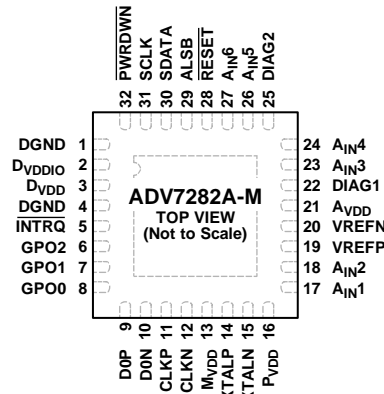 32 PWRDWN
31 SCLK
30 SDATA
29 ALSB
28 RESET
27 AIN6
26 AIN5
25 DIAG2
DGND 1
DVDDIO 2
DVDD 3
DGND 4
INTRQ 5
GPO2 6
GPO1 7
GPO0 8
ADV7282A-M
TOP VIEW
(Not to Scale)
24 AIN4
23 AIN3
22 DIAG1
21 AVDD
20 VREFN
19 VREFP
18 AIN2
17 AIN1
D0P 9
D0N 10
CLKP 11
CLKN 12
MVDD 13
XTALP 14
XTALN 15
PVDD 16